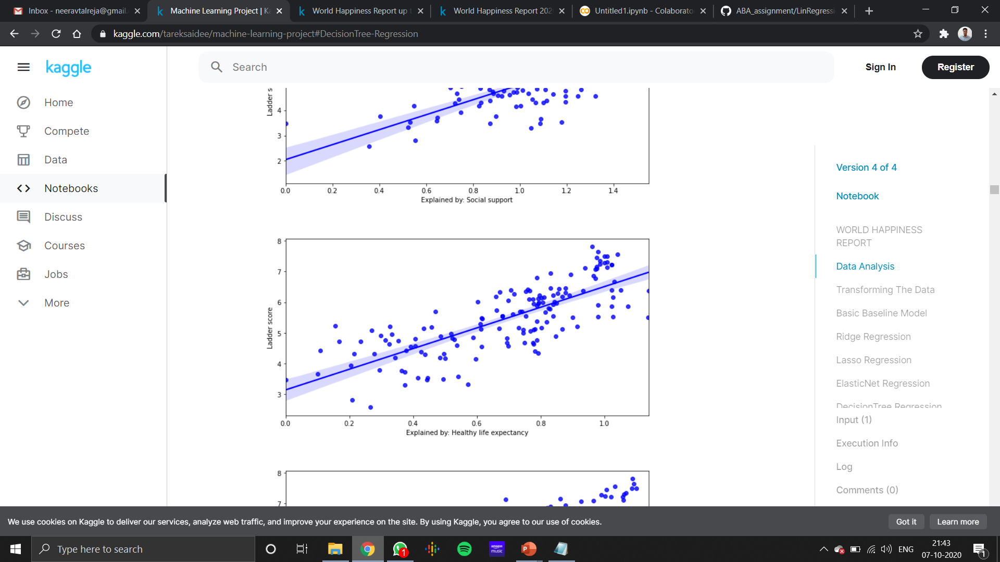 Inbox - neeravtalreja@gmail.
Machine Learning Project | Ka
World Happiness Report up t
World Happiness Report 202
Untitled1.ipynb - Colaborato
ABA_assignment/LinRegressi
kaggle.com/tareksaidee/machine-learning-project#DecisionTree-Regression
kaggle
Search
Sign In
Register
Home
Compete
Data
Notebooks
Discuss
Courses
Jobs
More
Ladder s
4
3
2
0.0 0.2 0.4 0.6 0.8 1.0 1.2 1.4
Explained by: Social support
8
7
6
5
4
3
Ladder score
0.0 0.2 0.4 0.6 0.8 1.0
Explained by: Healthy life expectancy
8
7
Version 4 of 4
Notebook
WORLD HAPPINESS
REPORT
Data Analysis
Transforming The Data
Basic Baseline Model
Ridge Regression
Lasso Regression
ElasticNet Regression
DecisionTree Regression
Input (1)
Execution Info
Log
Comments (0)
We use cookies on Kaggle to deliver our services, analyze web traffic, and improve your experience on the site. By using Kaggle, you agree to our use of cookies.
Got it
Learn more
Type here to search
1
amazon
music
P
ENG
21:43
07-10-2020
1